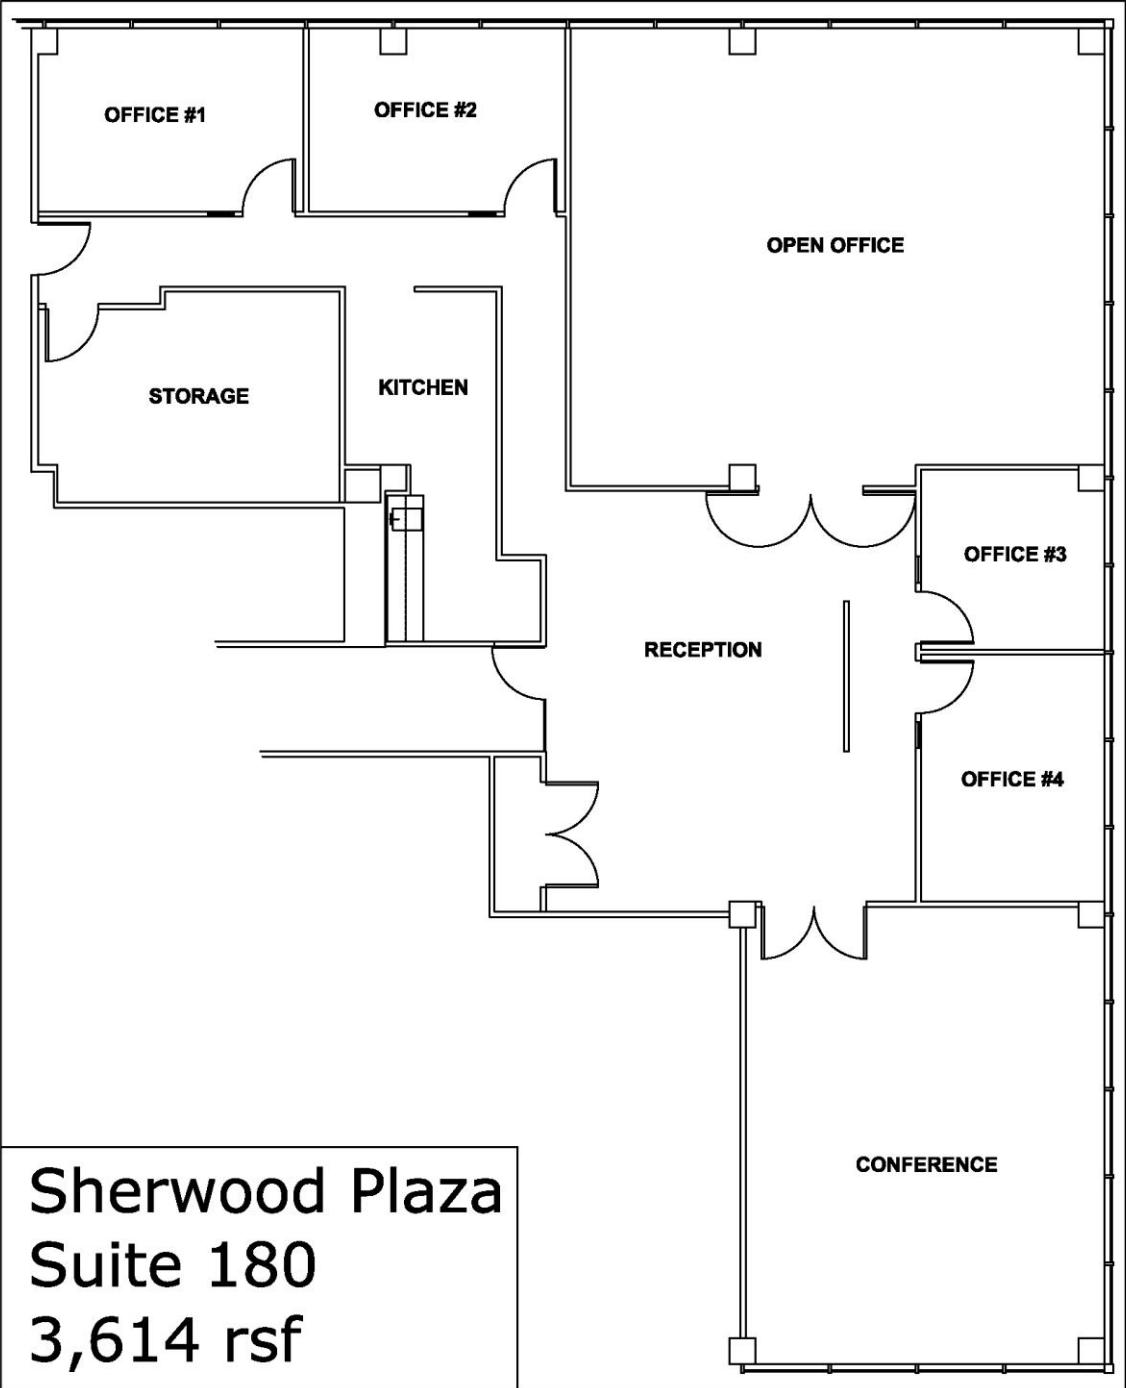 OFFICE #1
OFFICE #2
OPEN OFFICE
STORAGE
KITCHEN
OFFICE #3
RECEPTION
OFFICE #4
CONFERENCE
Sherwood Plaza
Suite 180
3,614 rsf